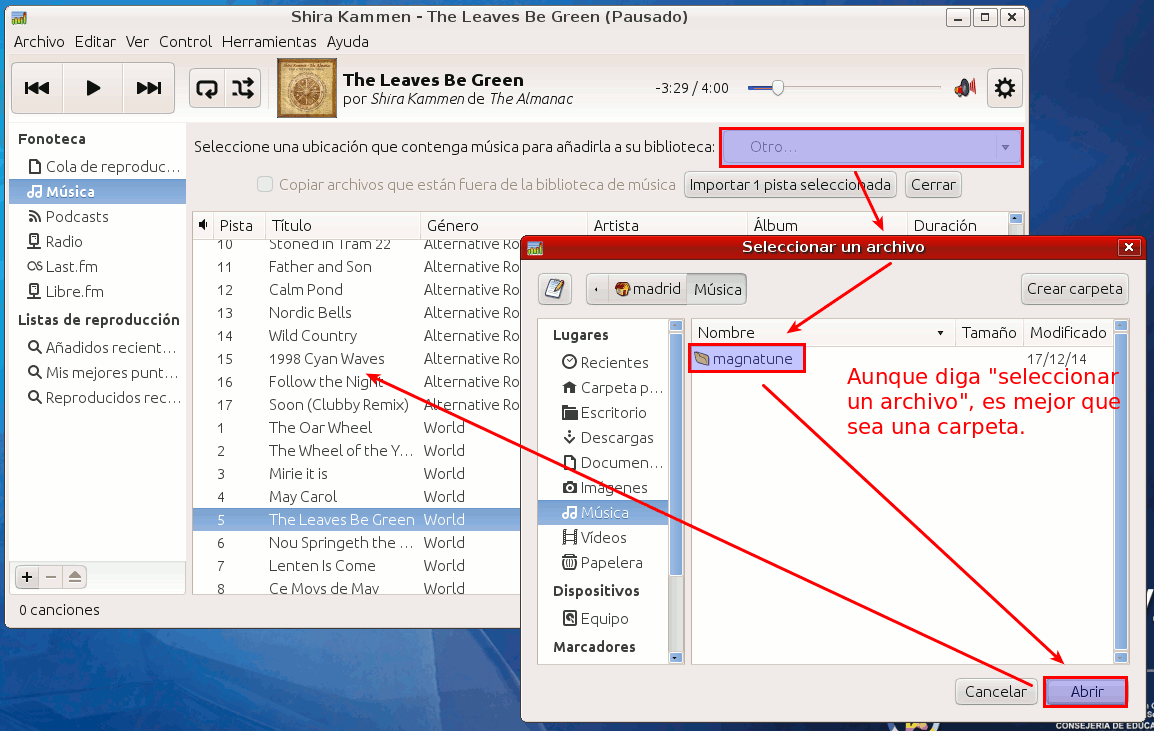 Shira Kammen - The Leaves Be Green (Pausado)
Archivo Editar Ver Control Herramientas Ayuda
The Leaves Be Green
por Shira Kammen de The Almanac
-3:29 / 4:00
Fonoteca
Cola de reproduc...
Música
Podcasts
Radio
Last.fm
Libre.fm
Listas de reproducción
Añadidos recient...
Mis mejores punt...
Reproducidos rec...
0 canciones
Seleccione una ubicación que contenga música para añadirla a su biblioteca: Otro...
Copiar archivos que están fuera de la biblioteca de música Importar 1 pista seleccionada Cerrar
Pista Título Género Artista Álbum Duración
10 Stoned in Tram 22 Alternative Ro
11 Father and Son Alternative Ro
12 Calm Pond Alternative Ro
13 Nordic Bells Alternative Ro
14 Wild Country Alternative Ro
15 1998 Cyan Waves Alternative Ro
16 Follow the Night Alternative Ro
17 Soon (Clubby Remix) Alternative Ro
1 The Oar Wheel World
2 The Wheel of the Y... World
3 Mirie it is World
4 May Carol World
5 The Leaves Be Green World
6 Nou Springeth the ... World
7 Lenten Is Come World
8 Ce Moys de May World
Seleccionar un archivo
madrid Música Crear carpeta
Lugares
Recientes
Carpeta p...
Escritorio
Descargas
Documen...
Imágenes
Música
Vídeos
Papelera
Dispositivos
Equipo
Marcadores
Nombre Tamaño Modificado
magnatune 17/12/14
Aunque diga "seleccionar
un archivo", es mejor que
sea una carpeta.
Cancelar Abrir
CONSEJERÍA DE EDUCA